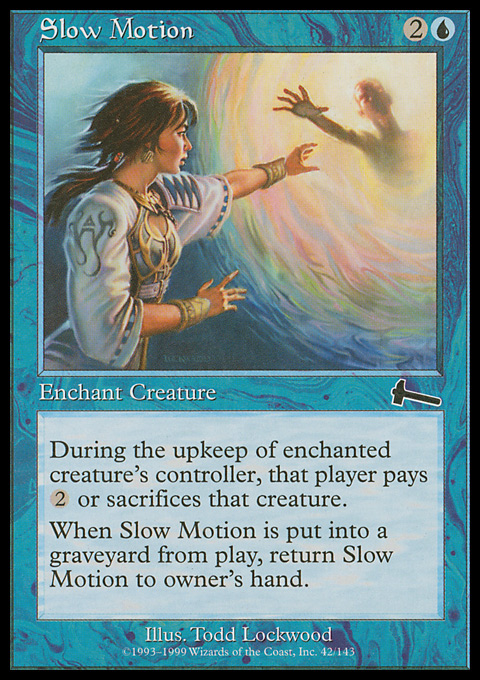 Slow Motion 2
Enchant Creature
During the upkeep of enchanted
creature's controller, that player pays
2 or sacrifices that creature.
When Slow Motion is put into a
graveyard from play, return Slow
Motion to owner's hand.
Illus. Todd Lockwood
©1993–1999 Wizards of the Coast, Inc. 42/143